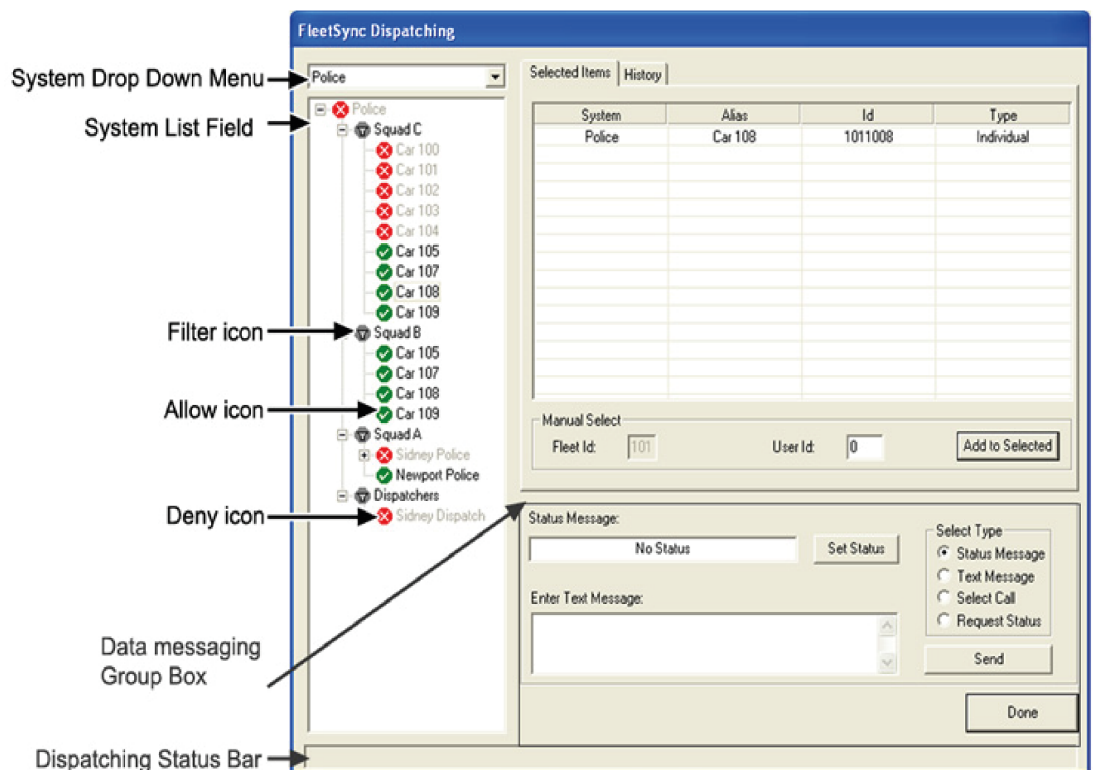 FleetSync Dispatching
System Drop Down Menu
Police
System List Field
Police
Squad C
Car 100
Car 101
Car 102
Car 103
Car 104
Car 105
Car 107
Car 108
Car 109
Filter icon
Squad B
Car 105
Car 107
Car 108
Allow icon
Car 109
Squad A
Sidney Police
Newport Police
Dispatchers
Deny icon
Sidney Dispatch
Selected Items History
System Alias Id Type
Police Car 108 1011008 Individual
Manual Select
Fleet Id: 101 User Id: 0 Add to Selected
Status Message:
No Status Set Status
Select Type
Status Message
Text Message
Select Call
Request Status
Enter Text Message:
Send
Data messaging
Group Box
Done
Dispatching Status Bar